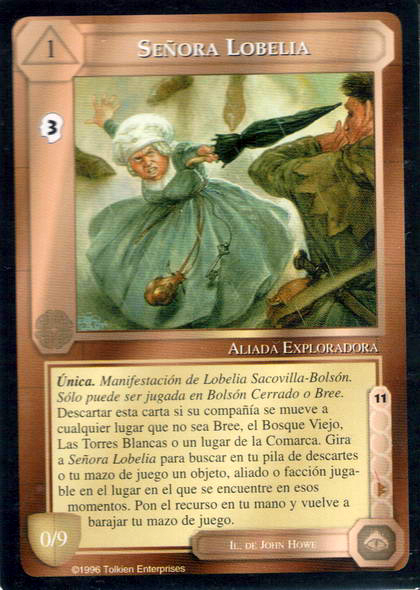 1
SEÑORA LOBELIA
3
ALIADA EXPLORADORA
Única. Manifestación de Lobelia Sacovilla-Bolsón.
Sólo puede ser jugada en Bolsón Cerrado o Bree.
Descartar esta carta si su compañía se mueve a
cualquier lugar que no sea Bree, el Bosque Viejo,
Las Torres Blancas o un lugar de la Comarca. Gira
a Señora Lobelia para buscar en tu pila de descartes
o tu mazo de juego un objeto, aliado o facción juga-
ble en el lugar en el que se encuentre en esos
momentos. Pon el recurso en tu mano y vuelve a
barajar tu mazo de juego.
11
0/9
IL. DE JOHN HOWE
©1996 Tolkien Enterprises